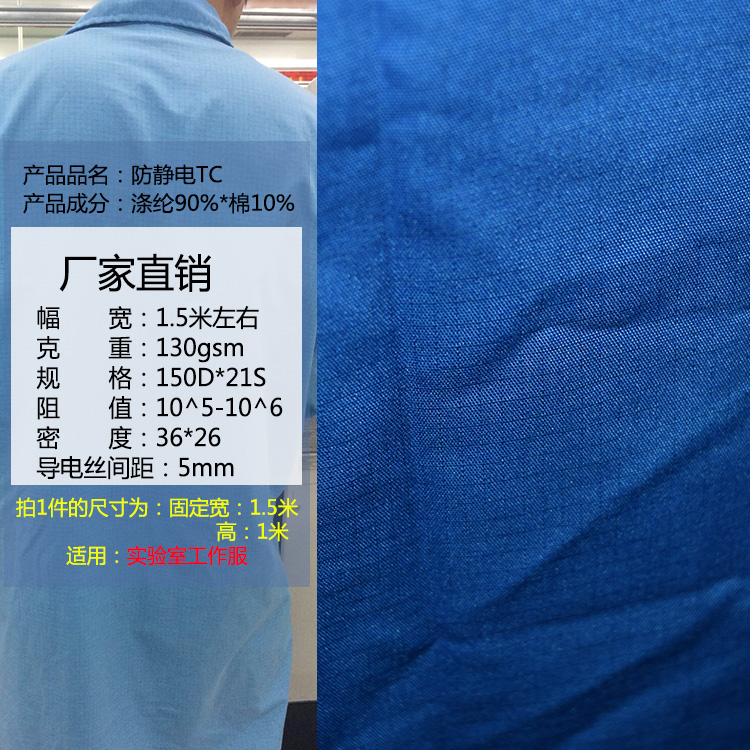 产品品名：防静电TC
产品成分：涤纶90%*棉10%
厂家直销
幅 宽：1.5米左右
克 重：130gsm
规 格：150D*21S
阻 值：10^5-10^6
密 度：36*26
导电丝间距：5mm
拍1件的尺寸为：固定宽：1.5米
高：1米
适用：实验室工作服